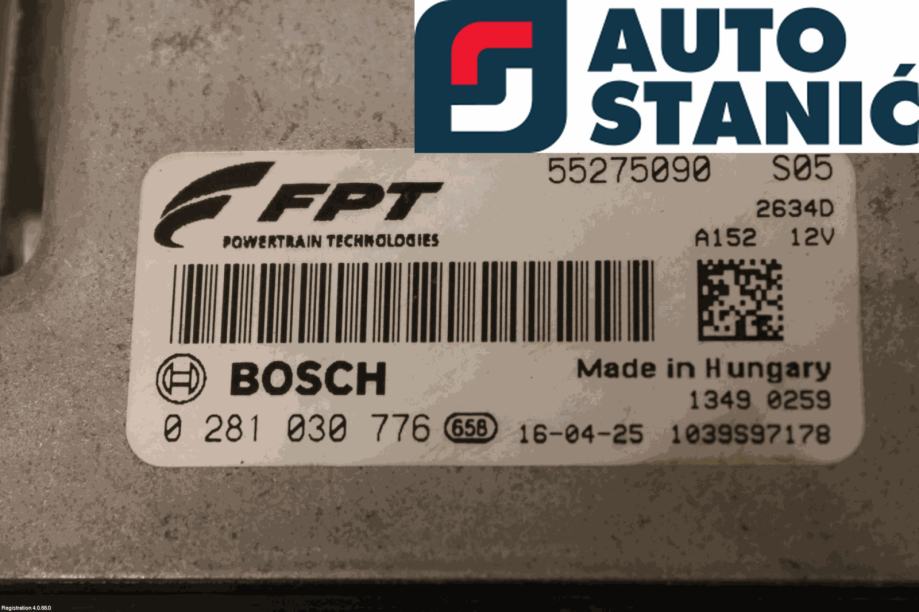 AUTO
STANIĆ
55275090 S05
FPT
2634D
POWERTRAIN TECHNOLOGIES
A152 12V
BOSCH
Made in Hungary
1349 0259
0 281 030 776 658 16-04-25 1039S97178
Registration 4.0.68.0